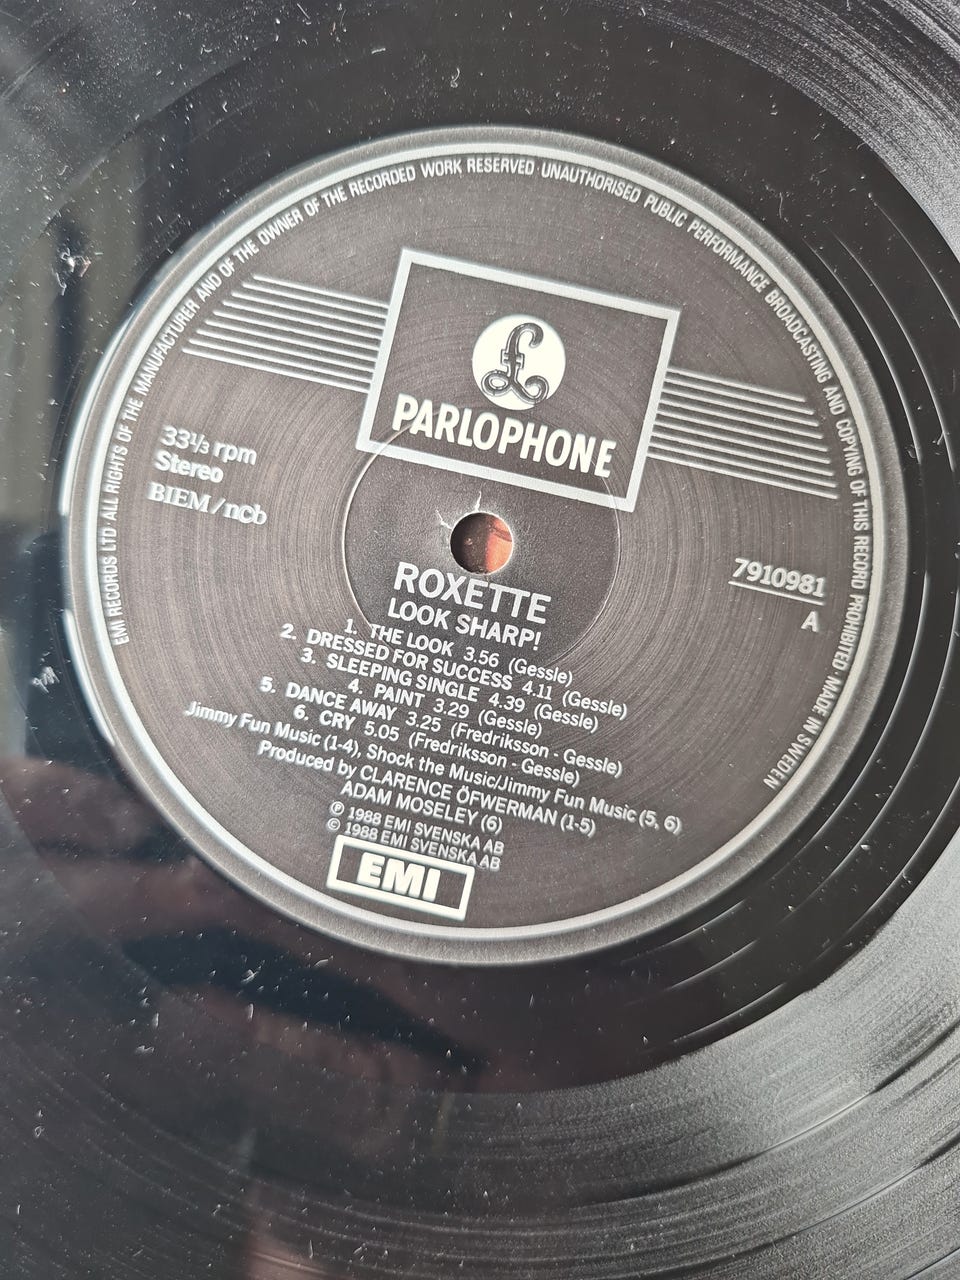 EMI RECORDS LTD · ALL RIGHTS OF THE MANUFACTURER AND OF THE OWNER OF THE RECORDED WORK RESERVED · UNAUTHORISED PUBLIC PERFORMANCE BROADCASTING AND COPYING OF THIS RECORD PROHIBITED · MADE IN SWEDEN
£
PARLOPHONE
33⅓ rpm
Stereo
BIEM/ncb
7910981
A
ROXETTE
LOOK SHARP!
1. THE LOOK 3.56 (Gessle)
2. DRESSED FOR SUCCESS 4.11 (Gessle)
3. SLEEPING SINGLE 4.39 (Gessle)
4. PAINT 3.29 (Gessle)
5. DANCE AWAY 3.25 (Fredriksson - Gessle)
6. CRY 5.05 (Fredriksson - Gessle)
Jimmy Fun Music (1-4), Shock the Music/Jimmy Fun Music (5, 6)
Produced by CLARENCE ÖFWERMAN (1-5)
ADAM MOSELEY (6)
℗ 1988 EMI SVENSKA AB
© 1988 EMI SVENSKA AB
EMI